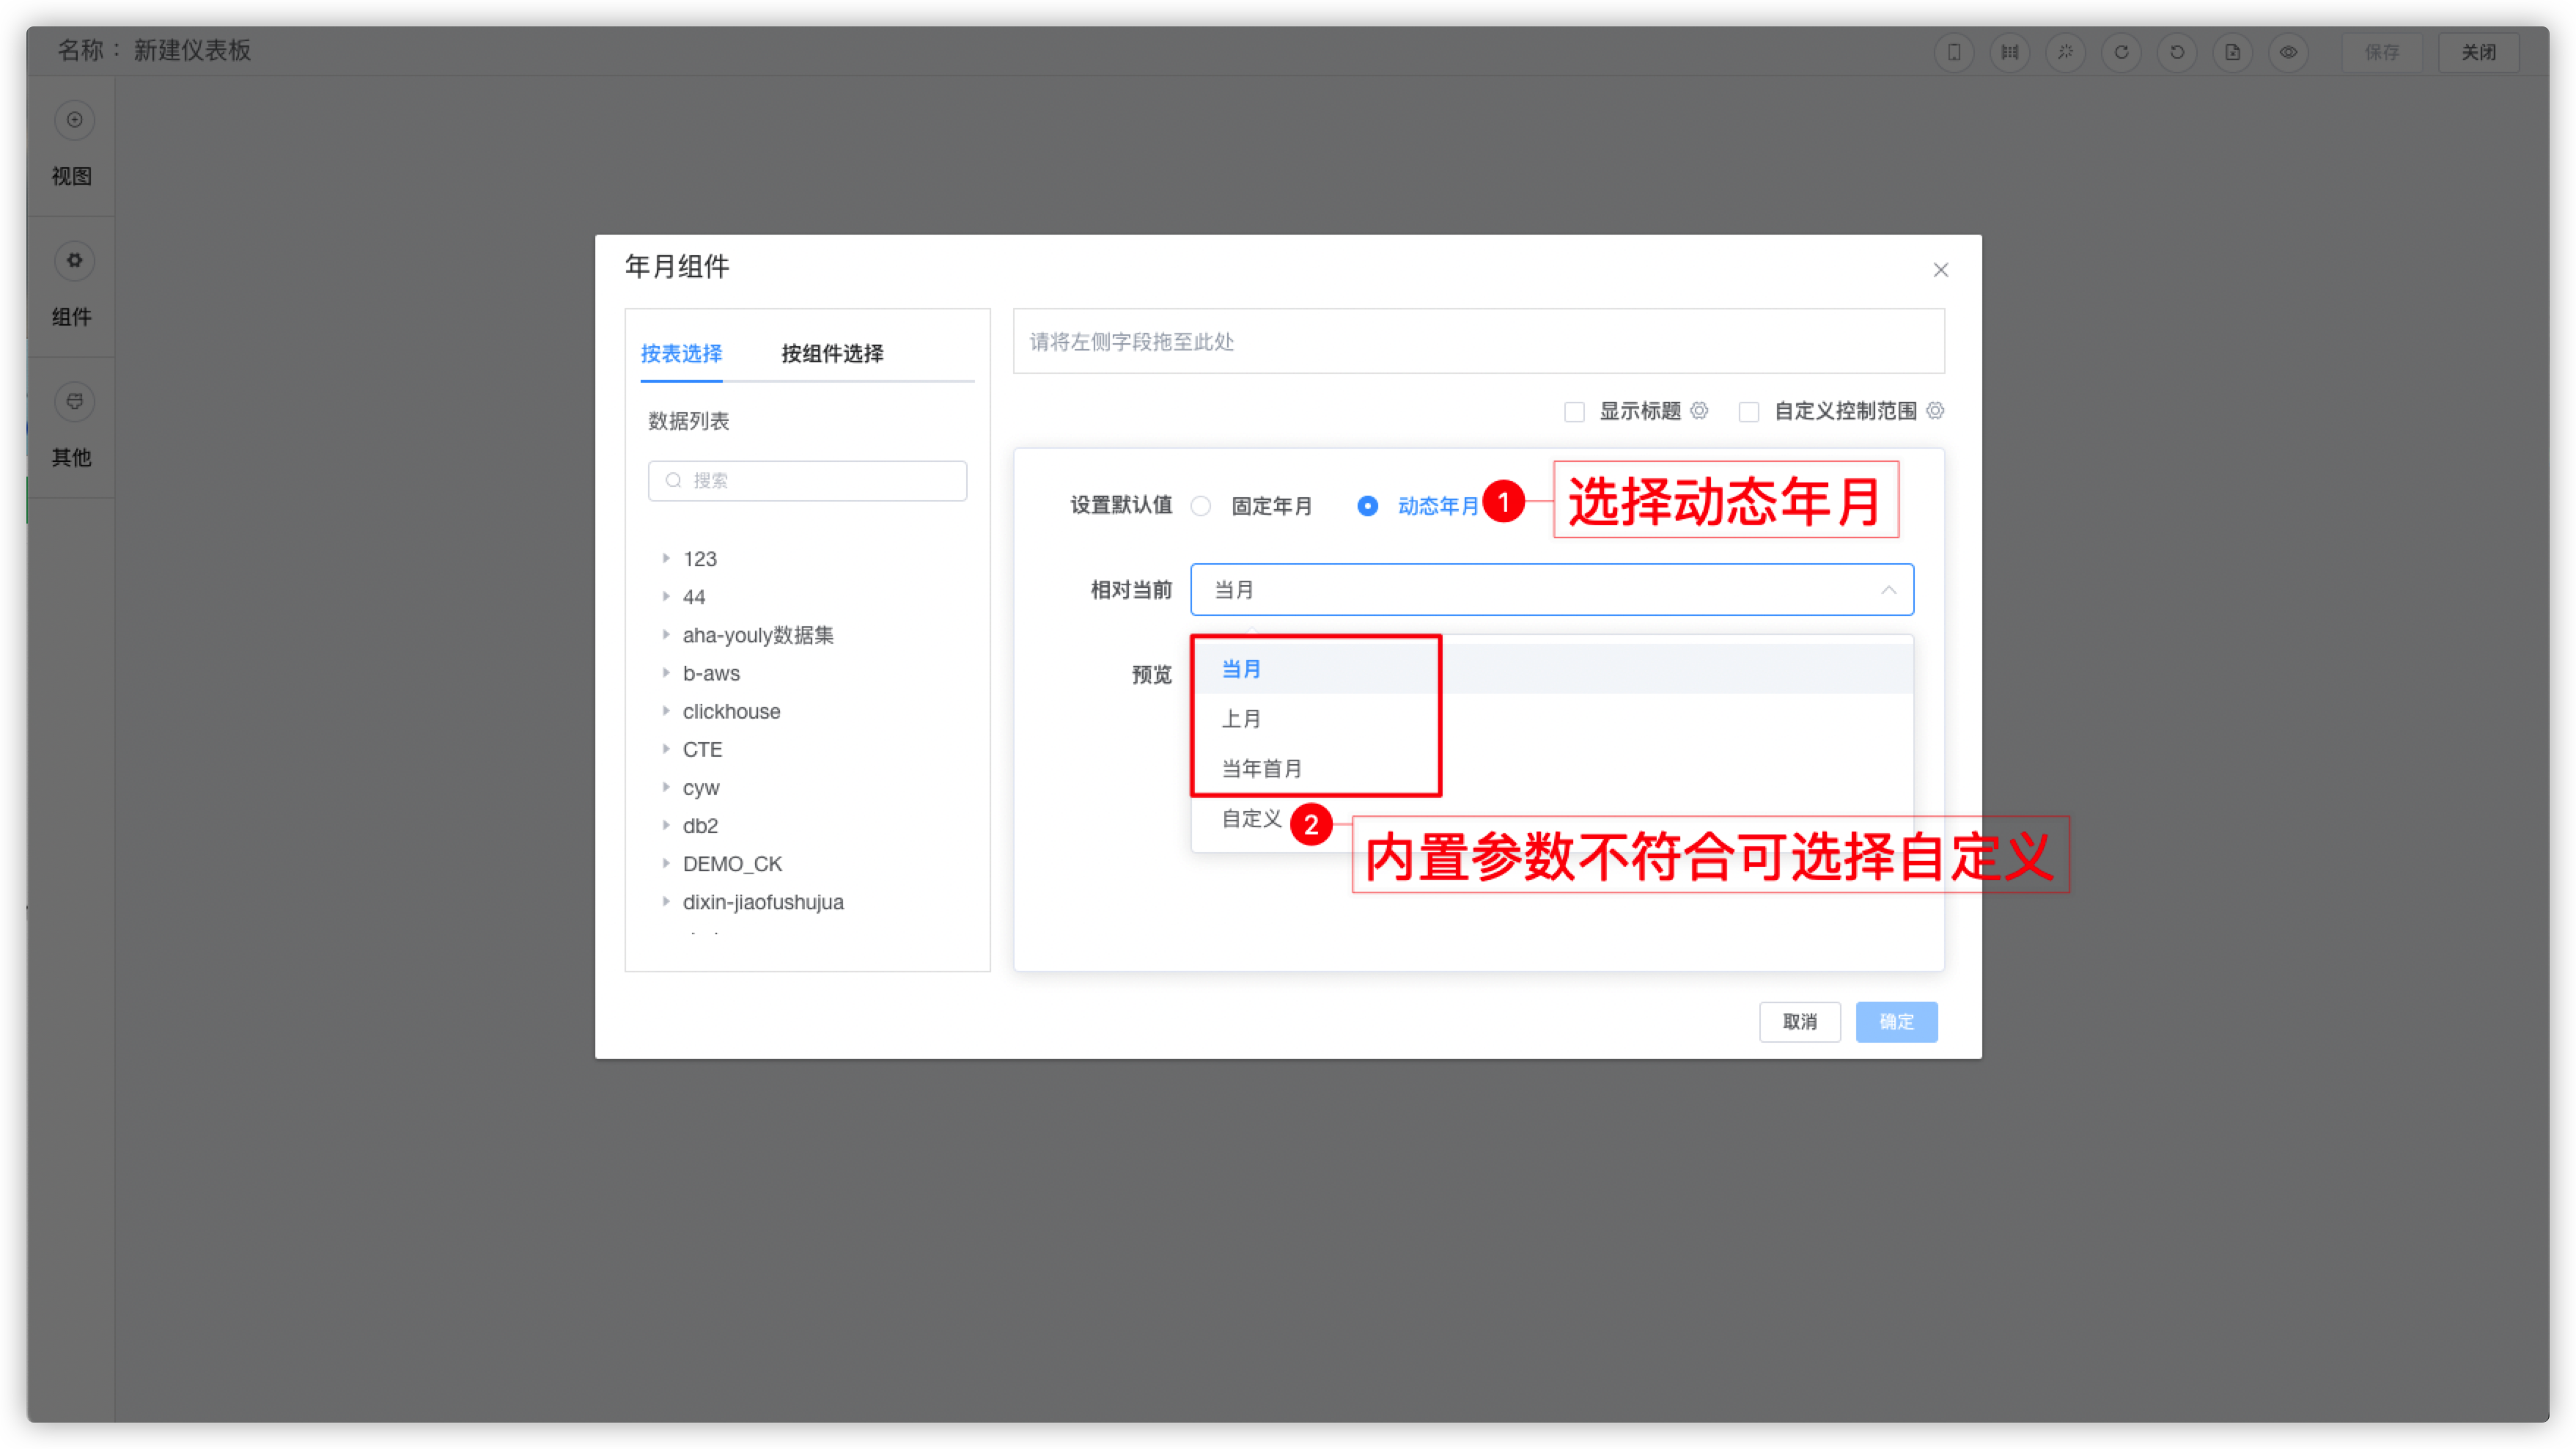 名称： 新建仪表板
保存
关闭
视图
组件
其他
年月组件
按表选择
按组件选择
数据列表
搜索
123
44
aha-youly数据集
b-aws
clickhouse
CTE
cyw
db2
DEMO_CK
dixin-jiaofushujua
请将左侧字段拖至此处
显示标题
自定义控制范围
设置默认值
固定年月
动态年月
1
选择动态年月
相对当前
当月
预览
当月
上月
当年首月
自定义
2
内置参数不符合可选择自定义
取消
确定